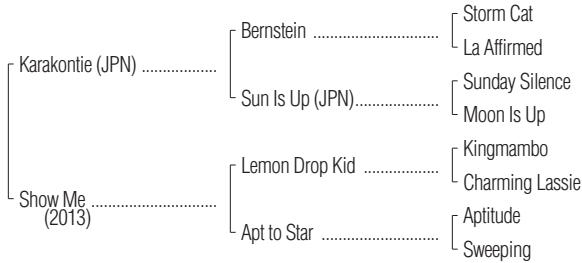 Storm Cat
Bernstein ........................
La Affirmed
Karakontie (JPN) ..................
Sunday Silence
Sun Is Up (JPN)....................
Moon Is Up
Kingmambo
Lemon Drop Kid ..................
Charming Lassie
Show Me ..............................
(2013)
Aptitude
Apt to Star ............................
Sweeping